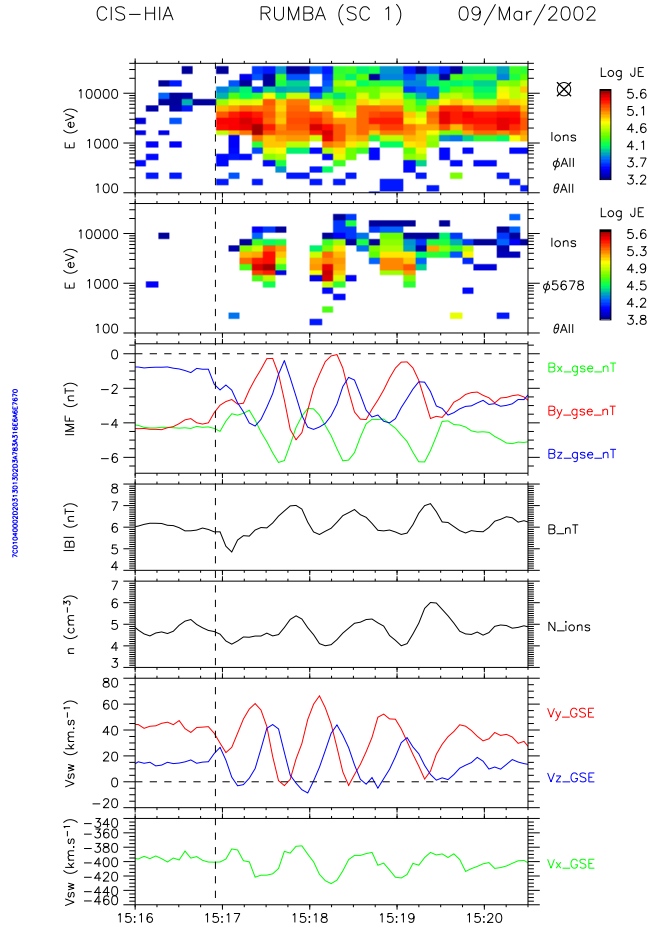 CIS-HIA RUMBA (SC 1) 09/Mar/2002
E (eV)
10000
1000
100
Ions
φAll
θAll
Log JE
5.6
5.1
4.6
4.1
3.7
3.2
E (eV)
10000
1000
100
Ions
φ5678
θAll
Log JE
5.6
5.3
4.9
4.5
4.2
3.8
IMF (nT)
0
-2
-4
-6
Bx_gse_nT
By_gse_nT
Bz_gse_nT
|B| (nT)
8
7
6
5
4
B_nT
n (cm-3)
7
6
5
4
3
N_ions
Vsw (km.s-1)
80
60
40
20
0
-20
Vy_GSE
Vz_GSE
Vsw (km.s-1)
-340
-360
-380
-400
-420
-440
-460
Vx_GSE
15:16 15:17 15:18 15:19 15:20